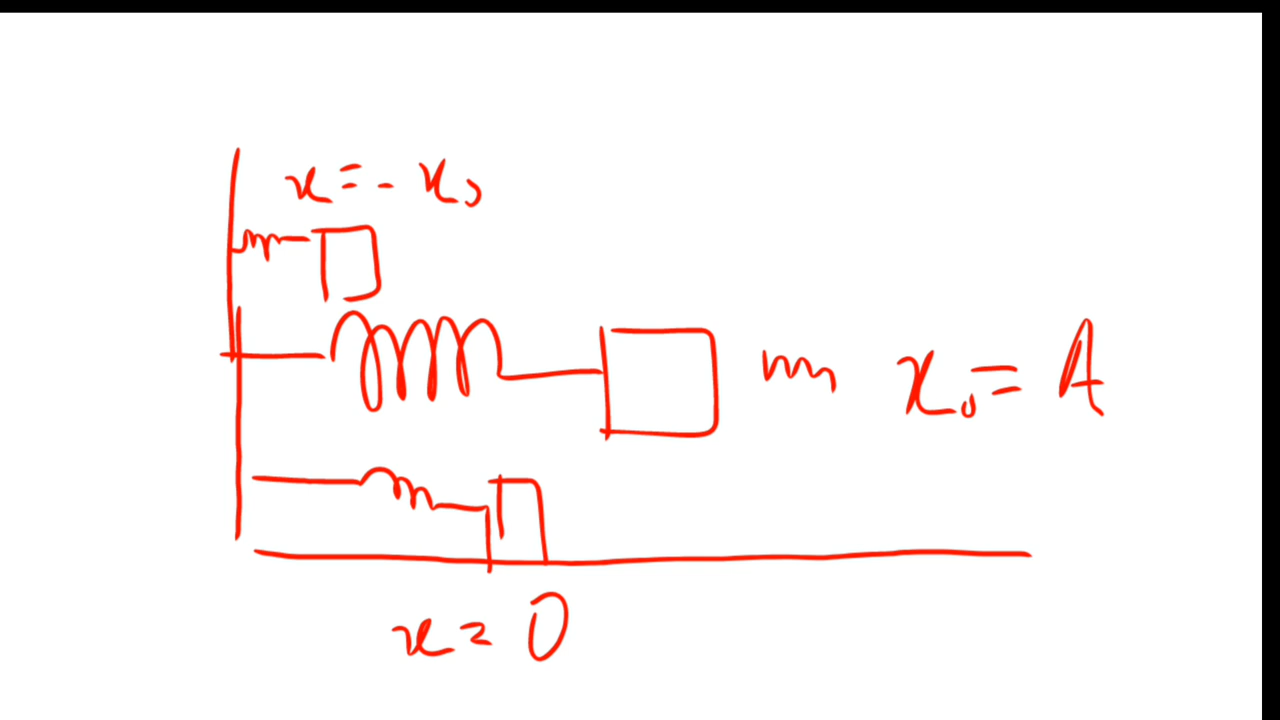 x = - x₀
x₀ = A
x = 0